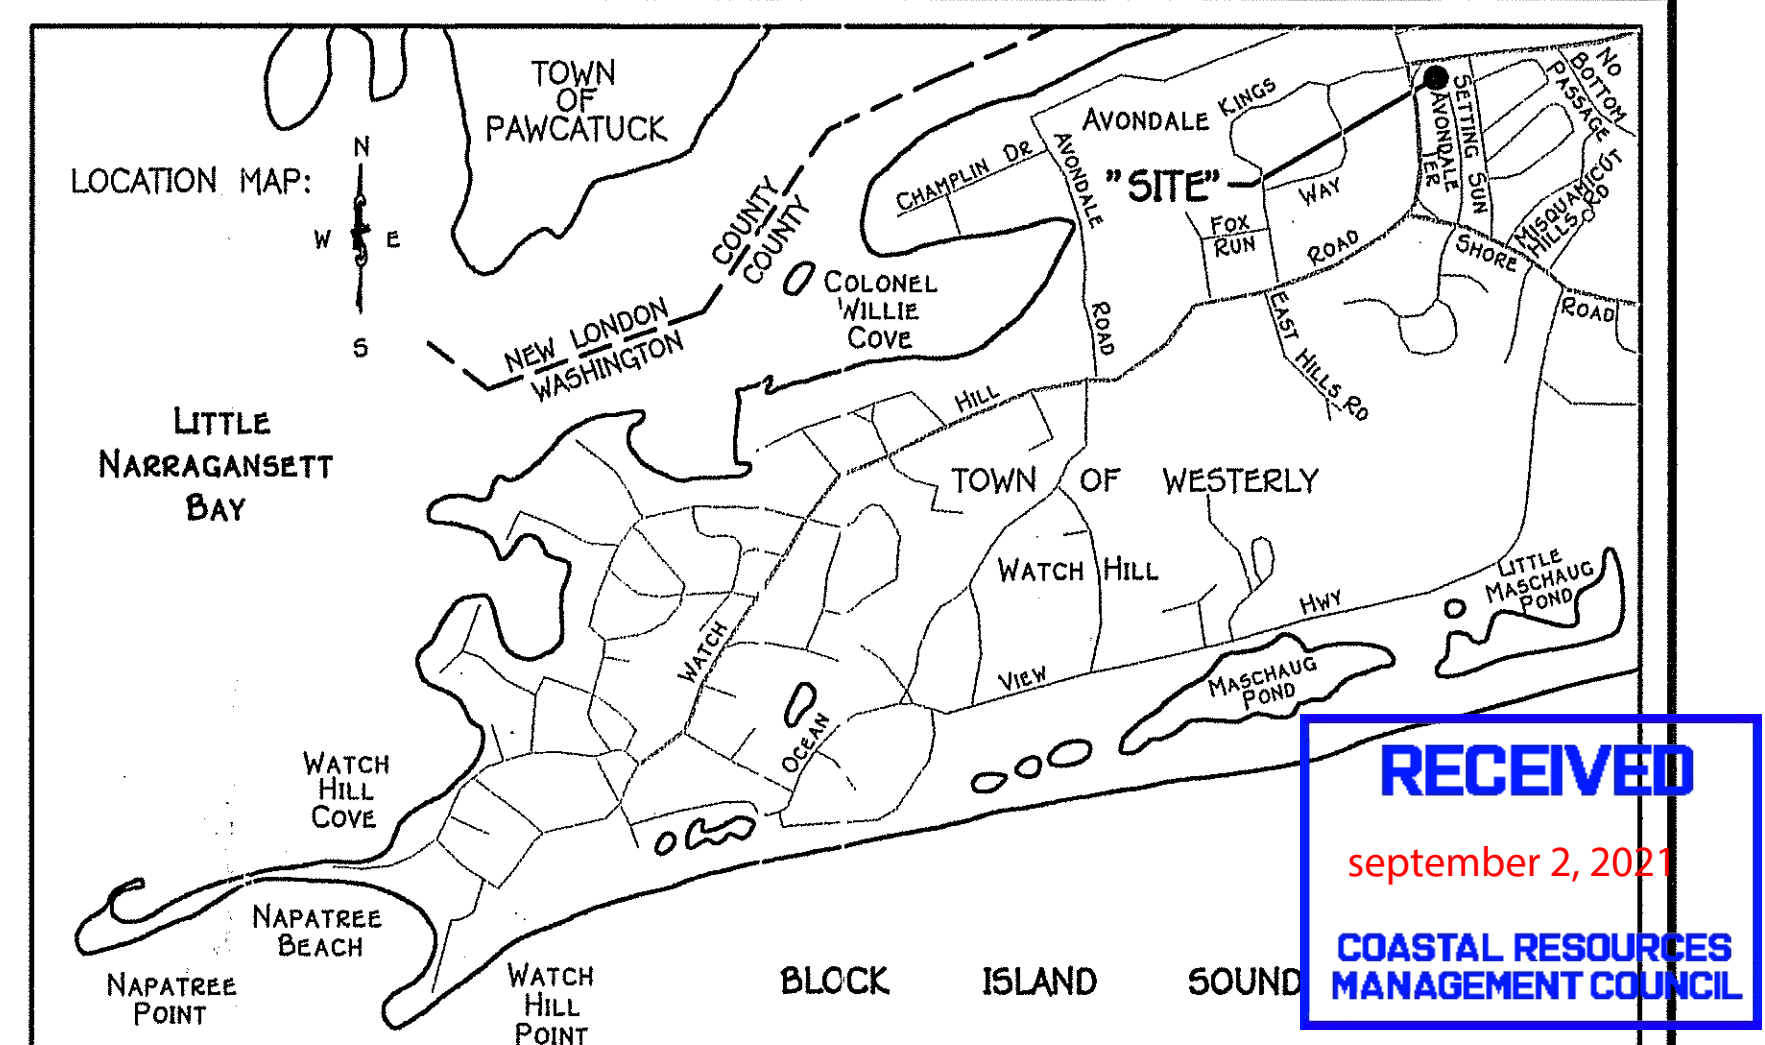 TOWN
OF
PAWCATUCK
LOCATION MAP:
N
W E
S
NEW LONDON COUNTY
WASHINGTON COUNTY
COLONEL
WILLIE
COVE
CHAMPLIN DR
AVONDALE ROAD
AVONDALE
KINGS WAY
"SITE"
FOX
RUN
AVONDALE
TER
SETTING SUN
NO
BOTTOM
PASSAGE
MISQUAMICUT
HILLS RD
SHORE ROAD
ROAD
EAST HILLS RD
LITTLE
NARRAGANSETT
BAY
WATCH HILL
TOWN OF WESTERLY
WATCH HILL
OCEAN VIEW HWY
LITTLE
MASCHAUG
POND
MASCHAUG
POND
WATCH
HILL
COVE
NAPATREE
BEACH
NAPATREE
POINT
WATCH
HILL
POINT
BLOCK ISLAND SOUND
RECEIVED
september 2, 2021
COASTAL RESOURCES
MANAGEMENT COUNCIL